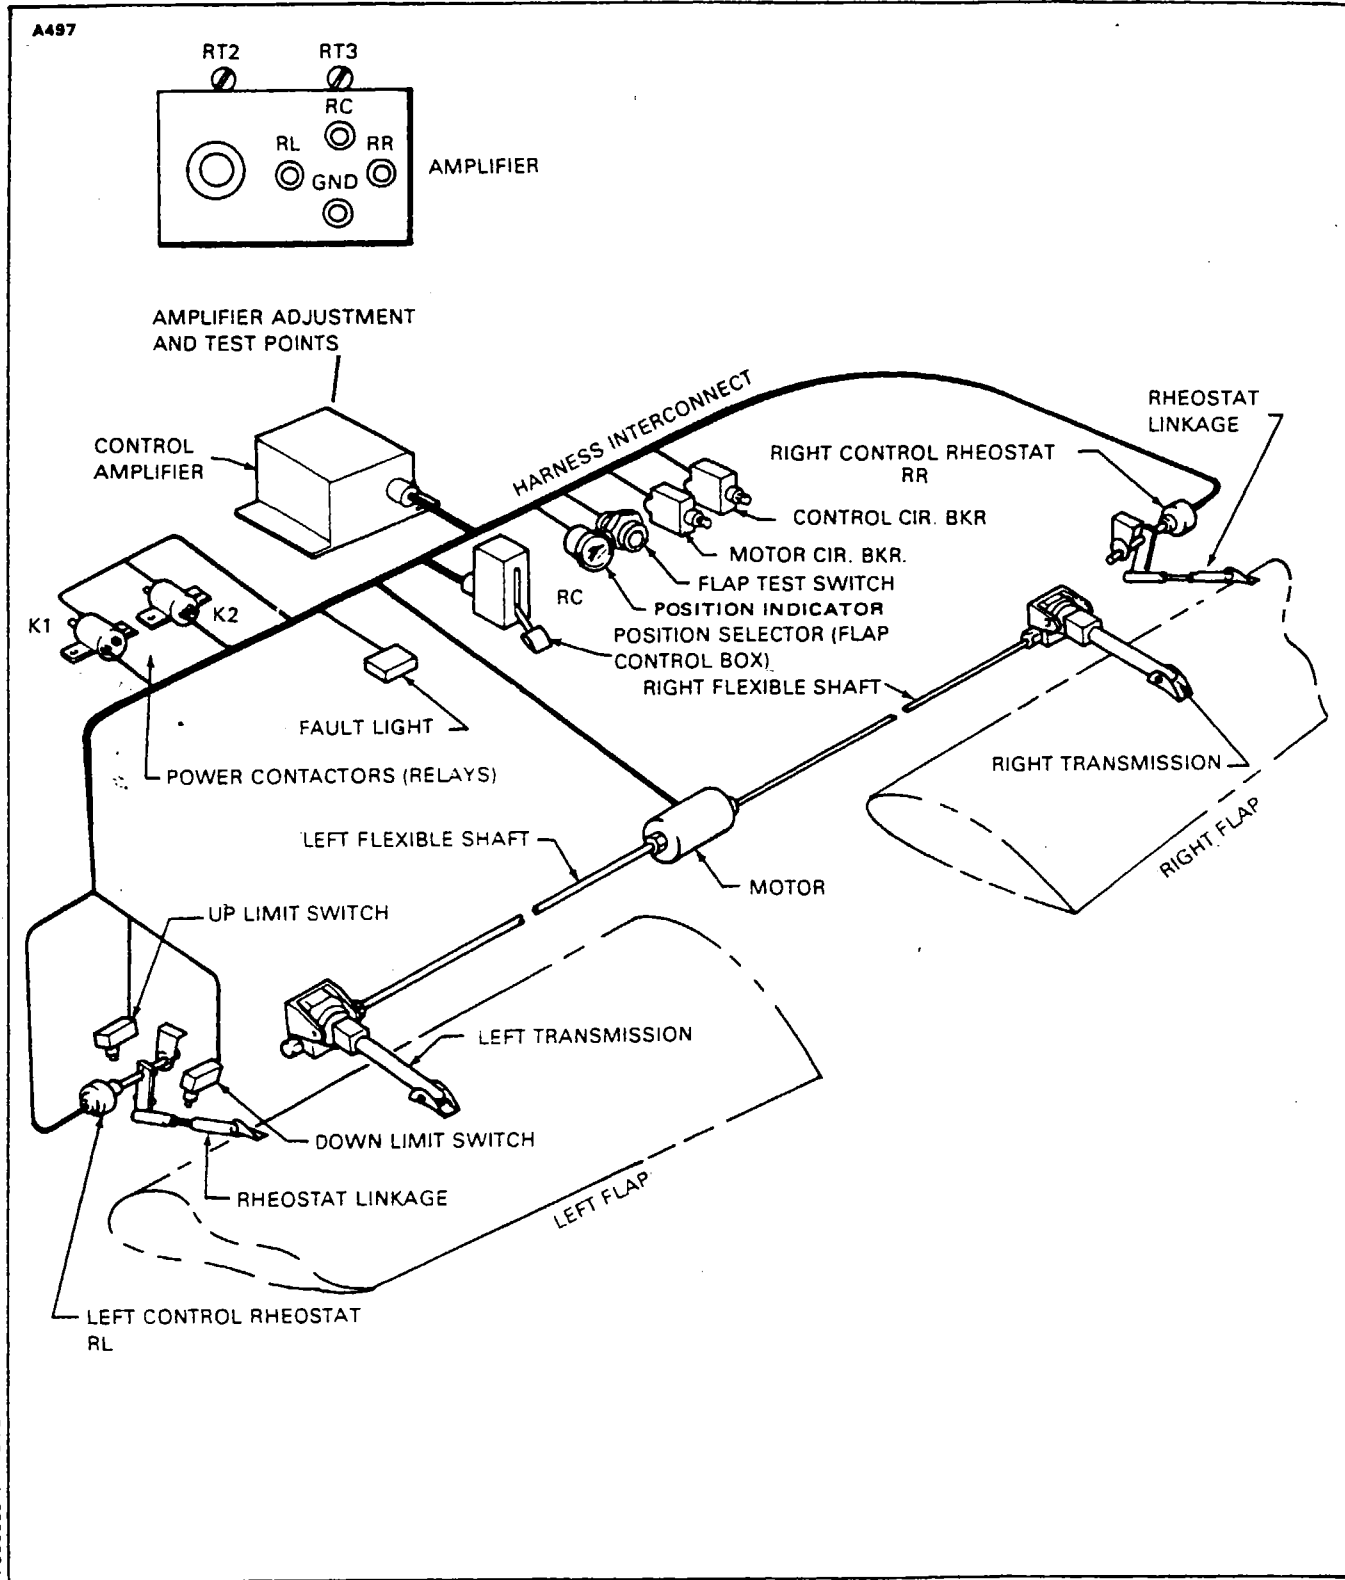 A497
RT2
RT3
RC
RL
RR
GND
AMPLIFIER
AMPLIFIER ADJUSTMENT
AND TEST POINTS
CONTROL
AMPLIFIER
HARNESS INTERCONNECT
RHEOSTAT
LINKAGE
RIGHT CONTROL RHEOSTAT
RR
CONTROL CIR. BKR
MOTOR CIR. BKR.
FLAP TEST SWITCH
RC
POSITION INDICATOR
POSITION SELECTOR (FLAP
CONTROL BOX)
RIGHT FLEXIBLE SHAFT
K1
K2
FAULT LIGHT
POWER CONTACTORS (RELAYS)
RIGHT TRANSMISSION
RIGHT FLAP
LEFT FLEXIBLE SHAFT
MOTOR
UP LIMIT SWITCH
LEFT TRANSMISSION
DOWN LIMIT SWITCH
RHEOSTAT LINKAGE
LEFT FLAP
LEFT CONTROL RHEOSTAT
RL